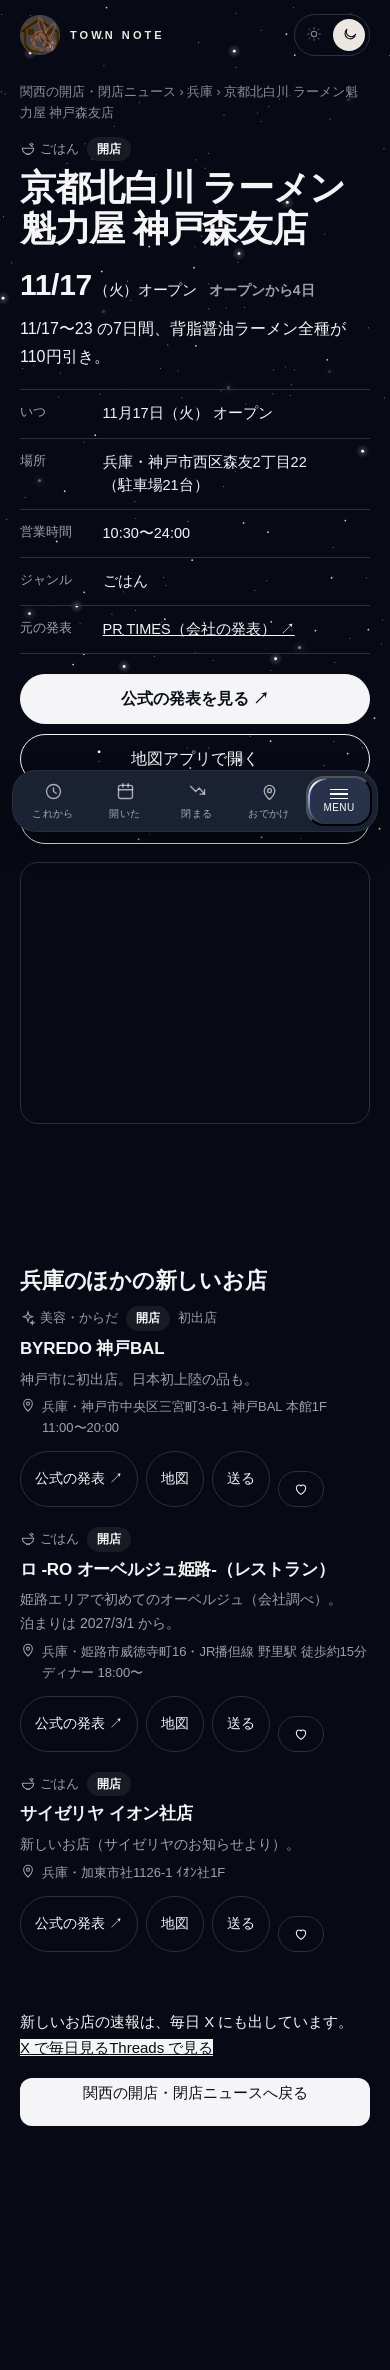 TOWN NOTE
関西の開店・閉店ニュース › 兵庫 › 京都北白川 ラーメン魁
力屋 神戸森友店
ごはん 開店
京都北白川 ラーメン
魁力屋 神戸森友店
11/17（火）オープン オープンから4日
11/17〜23 の7日間、背脂醤油ラーメン全種が
110円引き。
いつ 11月17日（火） オープン
場所 兵庫・神戸市西区森友2丁目22
（駐車場21台）
営業時間 10:30〜24:00
ジャンル ごはん
元の発表 PR TIMES（会社の発表） ↗
公式の発表を見る ↗
地図アプリで開く
これから 開いた 閉まる おでかけ MENU
兵庫のほかの新しいお店
美容・からだ 開店 初出店
BYREDO 神戸BAL
神戸市に初出店。日本初上陸の品も。
兵庫・神戸市中央区三宮町3-6-1 神戸BAL 本館1F
11:00〜20:00
公式の発表 ↗ 地図 送る
ごはん 開店
ロ -RO オーベルジュ姫路-（レストラン）
姫路エリアで初めてのオーベルジュ（会社調べ）。
泊まりは 2027/3/1 から。
兵庫・姫路市威徳寺町16・JR播但線 野里駅 徒歩約15分
ディナー 18:00〜
公式の発表 ↗ 地図 送る
ごはん 開店
サイゼリヤ イオン社店
新しいお店（サイゼリヤのお知らせより）。
兵庫・加東市社1126-1 ｲｵﾝ社1F
公式の発表 ↗ 地図 送る
新しいお店の速報は、毎日 X にも出しています。
X で毎日見るThreads で見る
関西の開店・閉店ニュースへ戻る